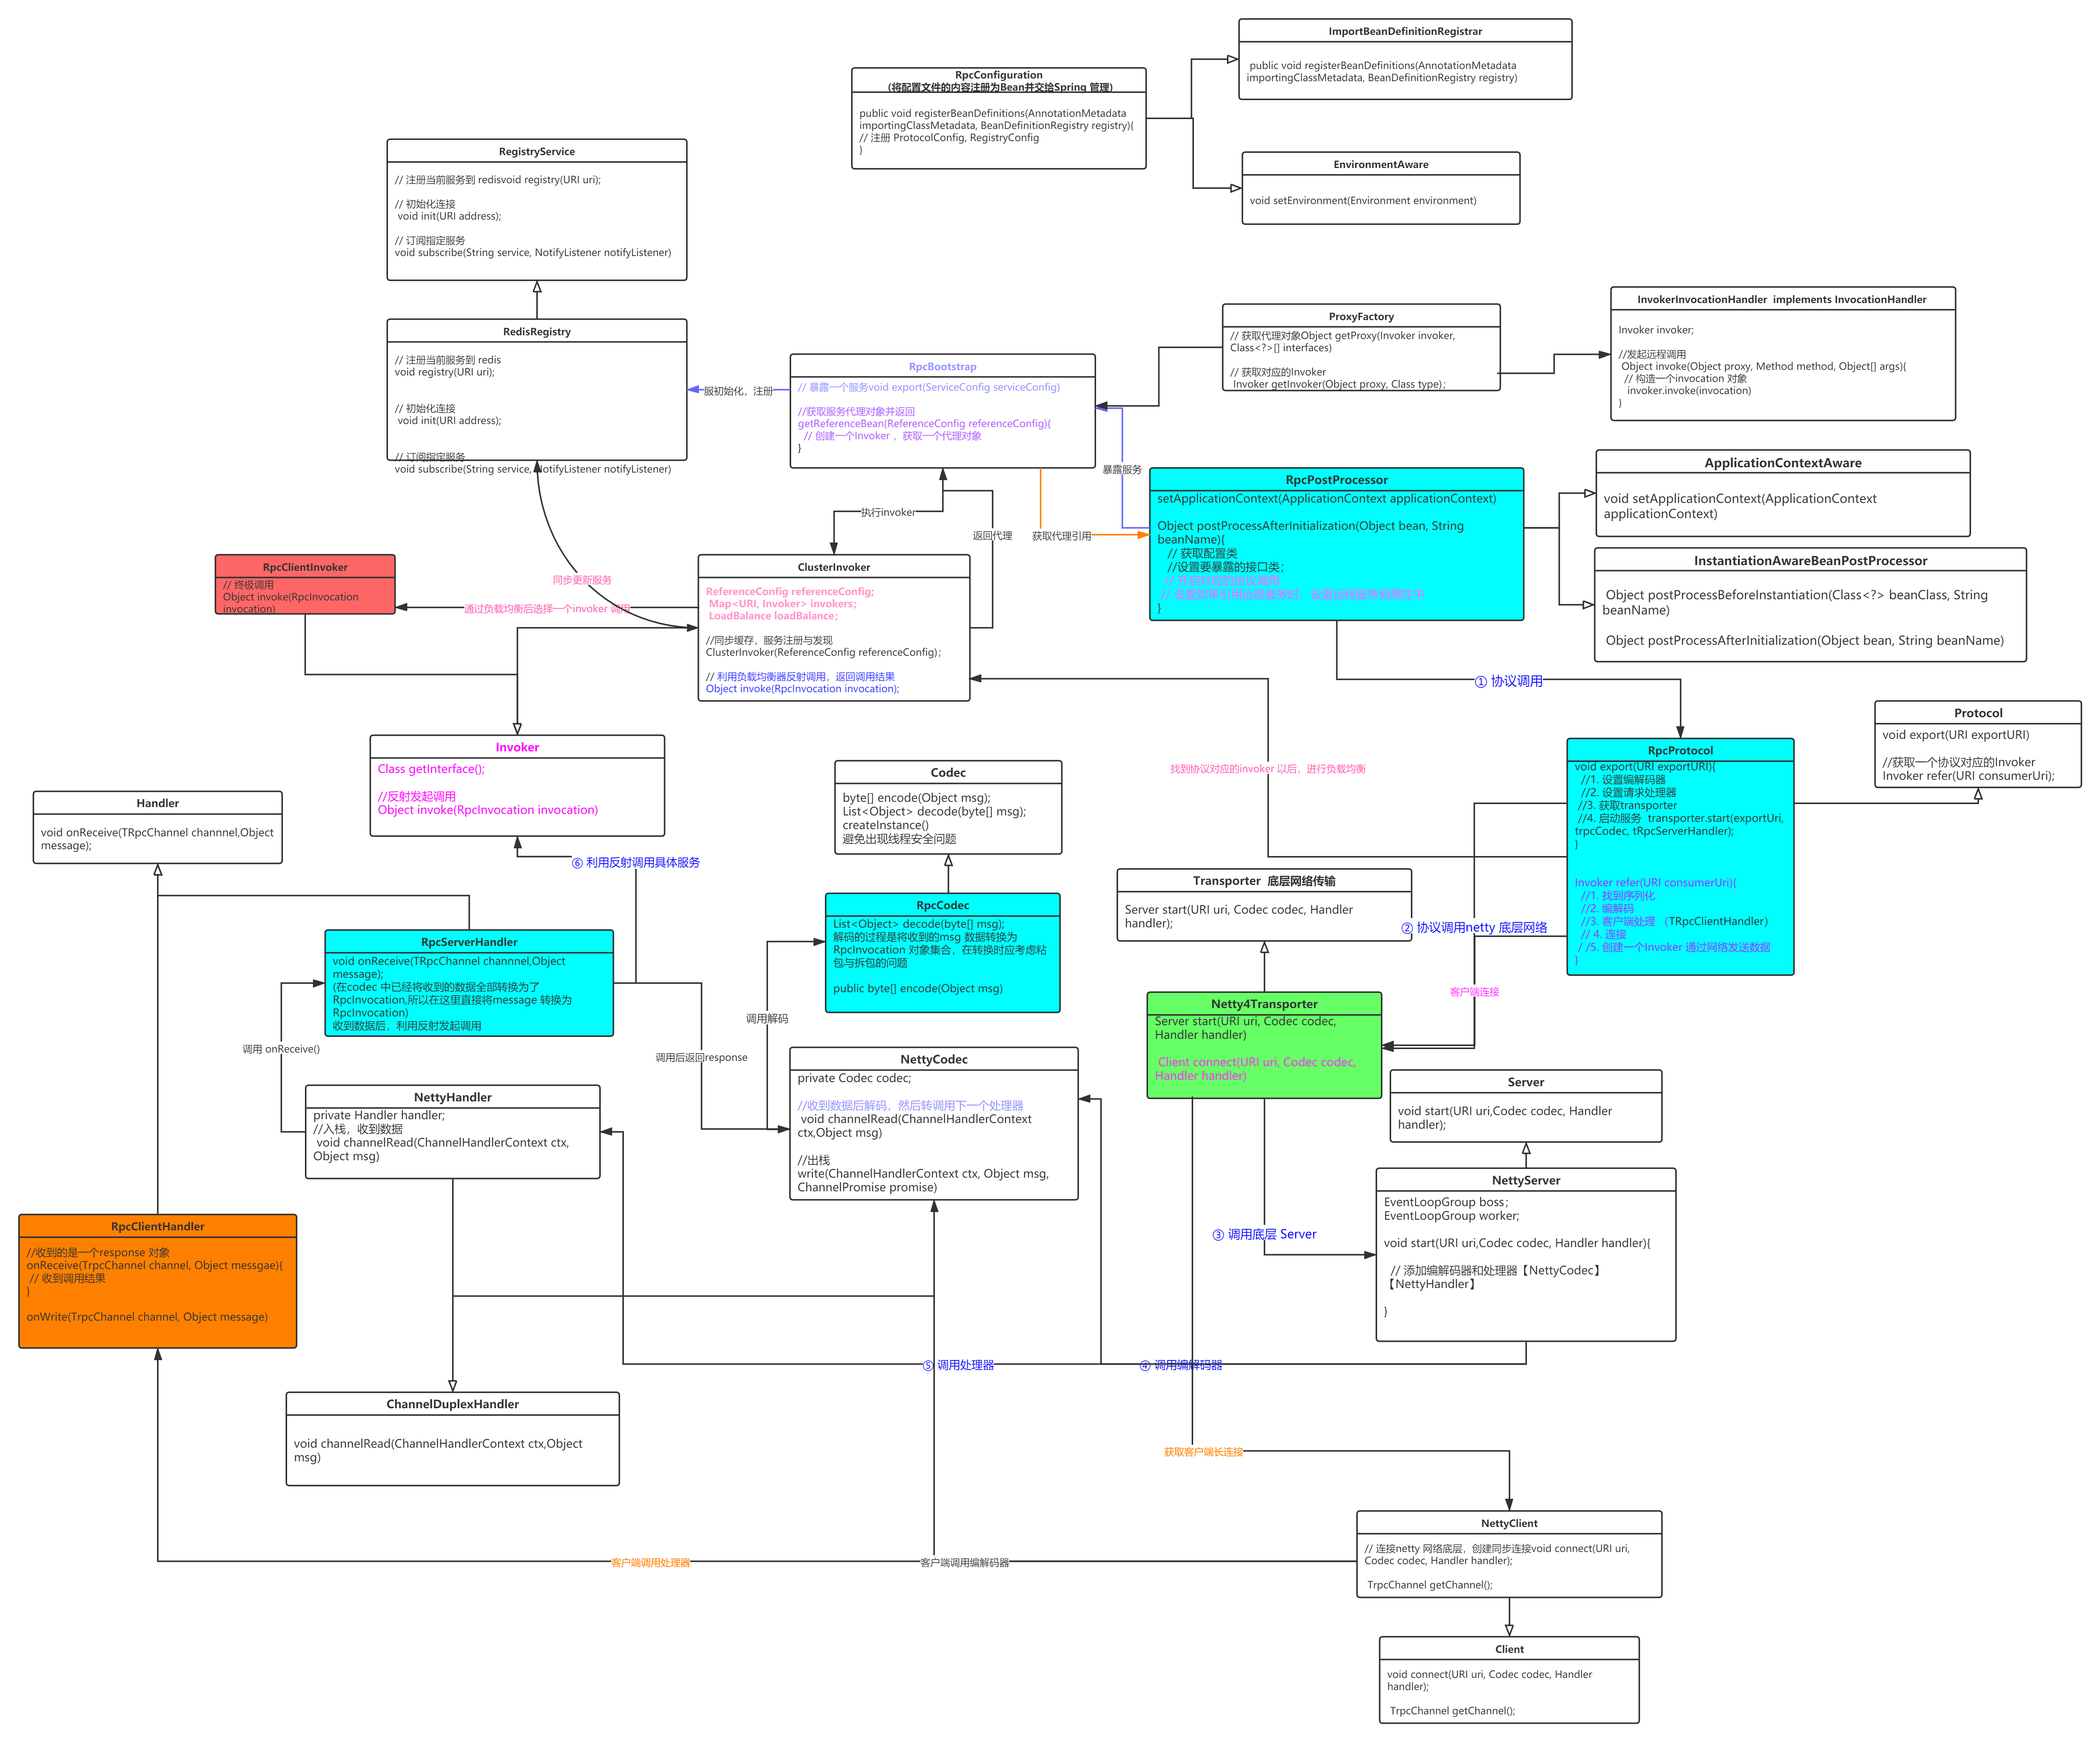 ImportBeanDefinitionRegistrar
public void registerBeanDefinitions(AnnotationMetadata
importingClassMetadata, BeanDefinitionRegistry registry)
RpcConfiguration
(将配置文件的内容注册为Bean并交给Spring 管理)
public void registerBeanDefinitions(AnnotationMetadata
importingClassMetadata, BeanDefinitionRegistry registry){
// 注册 ProtocolConfig, RegistryConfig
}
EnvironmentAware
void setEnvironment(Environment environment)
RegistryService
// 注册当前服务到 redisvoid registry(URI uri);
// 初始化连接
void init(URI address);
// 订阅指定服务
void subscribe(String service, NotifyListener notifyListener)
RedisRegistry
// 注册当前服务到 redis
void registry(URI uri);
// 初始化连接
void init(URI address);
// 订阅指定服务
void subscribe(String service, NotifyListener notifyListener)
服初始化，注册
RpcBootstrap
// 暴露一个服务void export(ServiceConfig serviceConfig)
//获取服务代理对象并返回
getReferenceBean(ReferenceConfig referenceConfig){
// 创建一个Invoker ，获取一个代理对象
}
ProxyFactory
// 获取代理对象Object getProxy(Invoker invoker,
Class<?>[] interfaces)
// 获取对应的Invoker
Invoker getInvoker(Object proxy, Class type);
InvokerInvocationHandler implements InvocationHandler
Invoker invoker;
//发起远程调用
Object invoke(Object proxy, Method method, Object[] args){
// 构造一个invocation 对象
invoker.invoke(invocation)
}
暴露服务
执行invoker
返回代理
获取代理引用
RpcPostProcessor
setApplicationContext(ApplicationContext applicationContext)
Object postProcessAfterInitialization(Object bean, String
beanName){
// 获取配置类
//设置要暴露的接口类;
// 开启对应的协议调用
// 设置如果引用远程服务时，设置远程服务到属性中
}
ApplicationContextAware
void setApplicationContext(ApplicationContext
applicationContext)
InstantiationAwareBeanPostProcessor
Object postProcessBeforeInstantiation(Class<?> beanClass, String
beanName)
Object postProcessAfterInitialization(Object bean, String beanName)
RpcClientInvoker
// 终极调用
Object invoke(RpcInvocation
invocation)
同步更新服务
通过负载均衡后选择一个invoker 调用
ClusterInvoker
ReferenceConfig referenceConfig;
Map<URI, Invoker> invokers;
LoadBalance loadBalance;
//同步缓存，服务注册与发现
ClusterInvoker(ReferenceConfig referenceConfig);
// 利用负载均衡器反射调用，返回调用结果
Object invoke(RpcInvocation invocation);
① 协议调用
Protocol
void export(URI exportURI)
//获取一个协议对应的Invoker
Invoker refer(URI consumerUri);
RpcProtocol
void export(URI exportURI){
//1. 设置编解码器
//2. 设置请求处理器
//3. 获取transporter
//4. 启动服务 transporter.start(exportUri,
trpcCodec, tRpcServerHandler);
}
Invoker refer(URI consumerUri){
//1. 找到序列化
//2. 编解码
//3. 客户端处理 （TRpcClientHandler）
// 4. 连接
/ /5. 创建一个Invoker 通过网络发送数据
}
找到协议对应的invoker 以后，进行负载均衡
Invoker
Class getInterface();
//反射发起调用
Object invoke(RpcInvocation invocation)
Codec
byte[] encode(Object msg);
List<Object> decode(byte[] msg);
createInstance()
避免出现线程安全问题
Handler
void onReceive(TRpcChannel channnel,Object
message);
⑥ 利用反射调用具体服务
Transporter 底层网络传输
Server start(URI uri, Codec codec, Handler
handler);
② 协议调用netty 底层网络
RpcCodec
List<Object> decode(byte[] msg);
解码的过程是将收到的msg 数据转换为
RpcInvocation 对象集合，在转换时应考虑粘
包与拆包的问题
public byte[] encode(Object msg)
RpcServerHandler
void onReceive(TRpcChannel channnel,Object
message);
(在codec 中已经将收到的数据全部转换为了
RpcInvocation,所以在这里直接将message 转换为
RpcInvocation)
收到数据后，利用反射发起调用
客户端连接
Netty4Transporter
Server start(URI uri, Codec codec,
Handler handler)
Client connect(URI uri, Codec codec,
Handler handler)
调用解码
调用 onReceive()
调用后返回response
NettyCodec
private Codec codec;
//收到数据后解码，然后转调用下一个处理器
void channelRead(ChannelHandlerContext
ctx,Object msg)
//出栈
write(ChannelHandlerContext ctx, Object msg,
ChannelPromise promise)
NettyHandler
private Handler handler;
//入栈，收到数据
void channelRead(ChannelHandlerContext ctx,
Object msg)
Server
void start(URI uri,Codec codec, Handler
handler);
NettyServer
EventLoopGroup boss;
EventLoopGroup worker;
void start(URI uri,Codec codec, Handler handler){
// 添加编解码器和处理器【NettyCodec】
【NettyHandler】
}
RpcClientHandler
//收到的是一个response 对象
onReceive(TrpcChannel channel, Object messgae){
// 收到调用结果
}
onWrite(TrpcChannel channel, Object message)
③ 调用底层 Server
⑤ 调用处理器
④ 调用编解码器
ChannelDuplexHandler
void channelRead(ChannelHandlerContext ctx,Object
msg)
获取客户端长连接
NettyClient
// 连接netty 网络底层，创建同步连接void connect(URI uri,
Codec codec, Handler handler);
TrpcChannel getChannel();
客户端调用处理器
客户端调用编解码器
Client
void connect(URI uri, Codec codec, Handler
handler);
TrpcChannel getChannel();